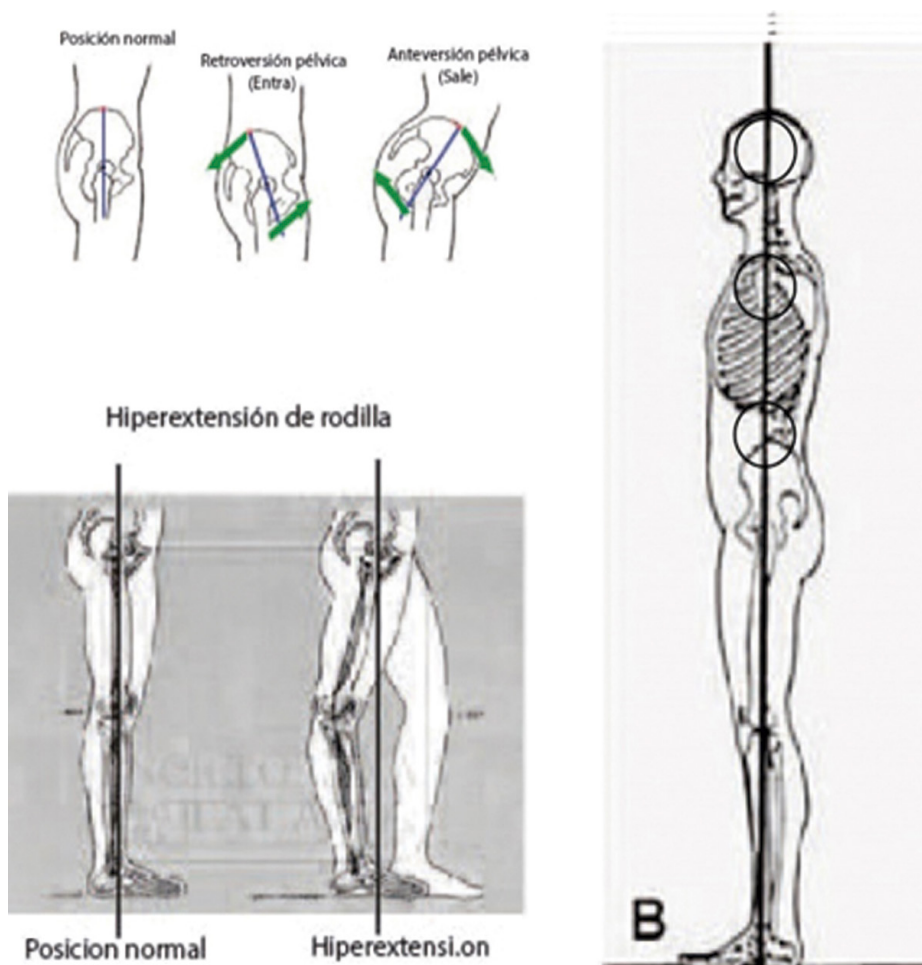 Posición normal
Retroversión pélvica
(Entra)
Anteversión pélvica
(Sale)
Hiperextensión de rodilla
Posicion normal
Hiperextensi.on
B